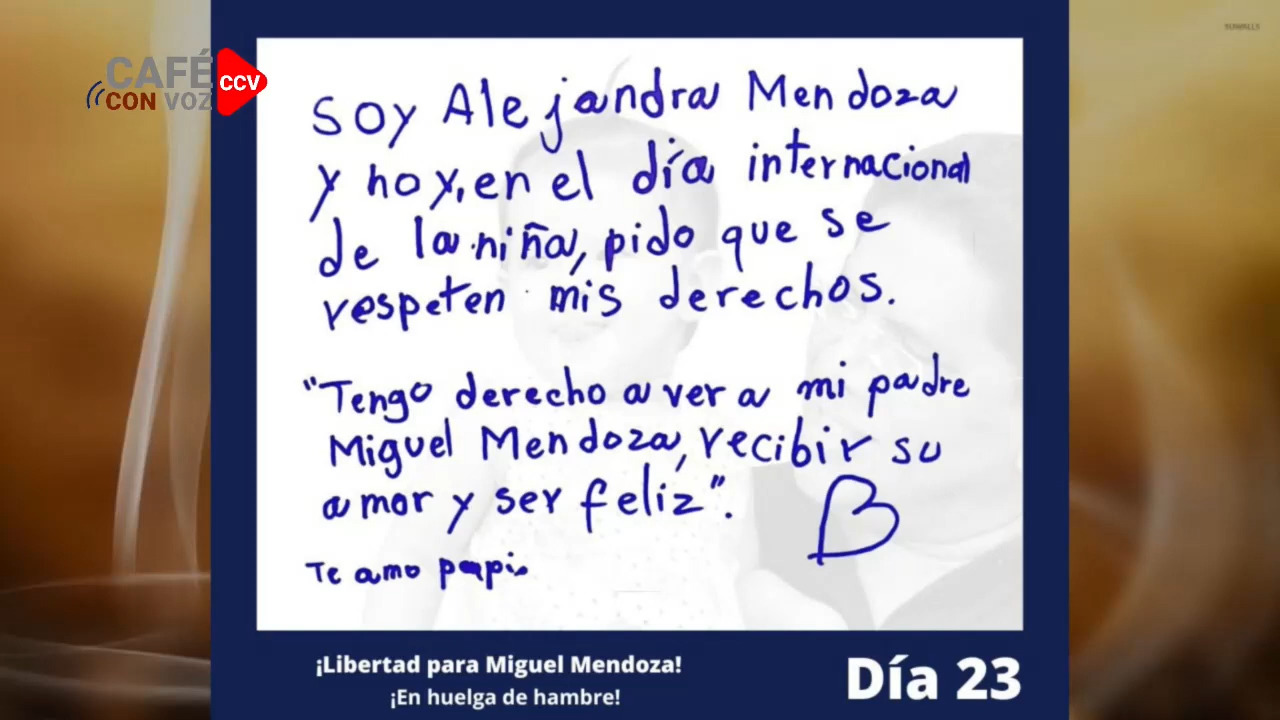 CAFÉ
CON VOZ
CCV
Soy Alejandra Mendoza
y hoy, en el día internacional
de la niña, pido que se
respeten mis derechos.
"Tengo derecho a ver a mi padre
Miguel Mendoza, recibir su
amor y ser felíz".
Te amo papi
¡Libertad para Miguel Mendoza!
¡En huelga de hambre!
Día 23